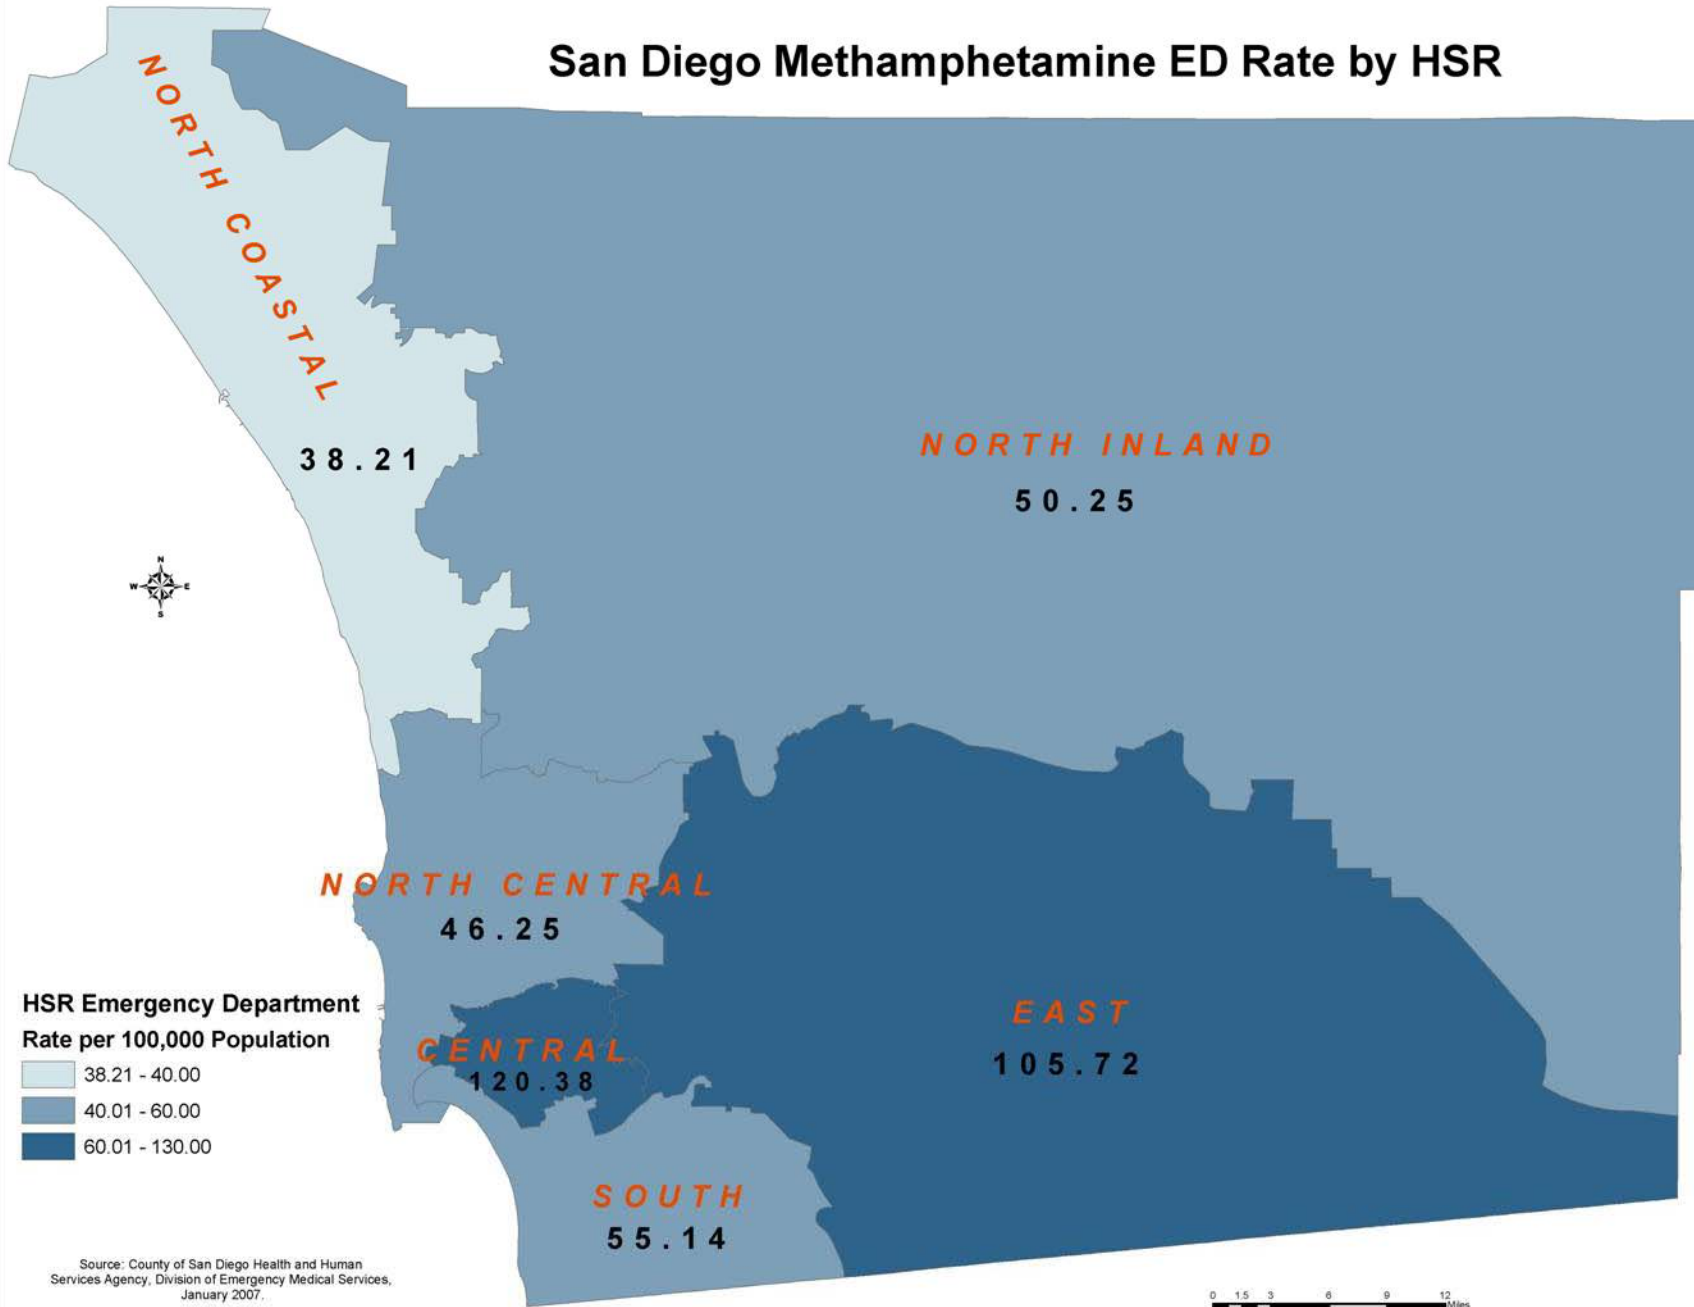 San Diego Methamphetamine ED Rate by HSR
NORTH COASTAL
38.21
NORTH INLAND
50.25
N
W E
S
NORTH CENTRAL
46.25
HSR Emergency Department
Rate per 100,000 Population
38.21 - 40.00
40.01 - 60.00
60.01 - 130.00
CENTRAL
120.38
EAST
105.72
SOUTH
55.14
Source: County of San Diego Health and Human
Services Agency, Division of Emergency Medical Services,
January 2007.
0 1.5 3 6 9 12
Miles